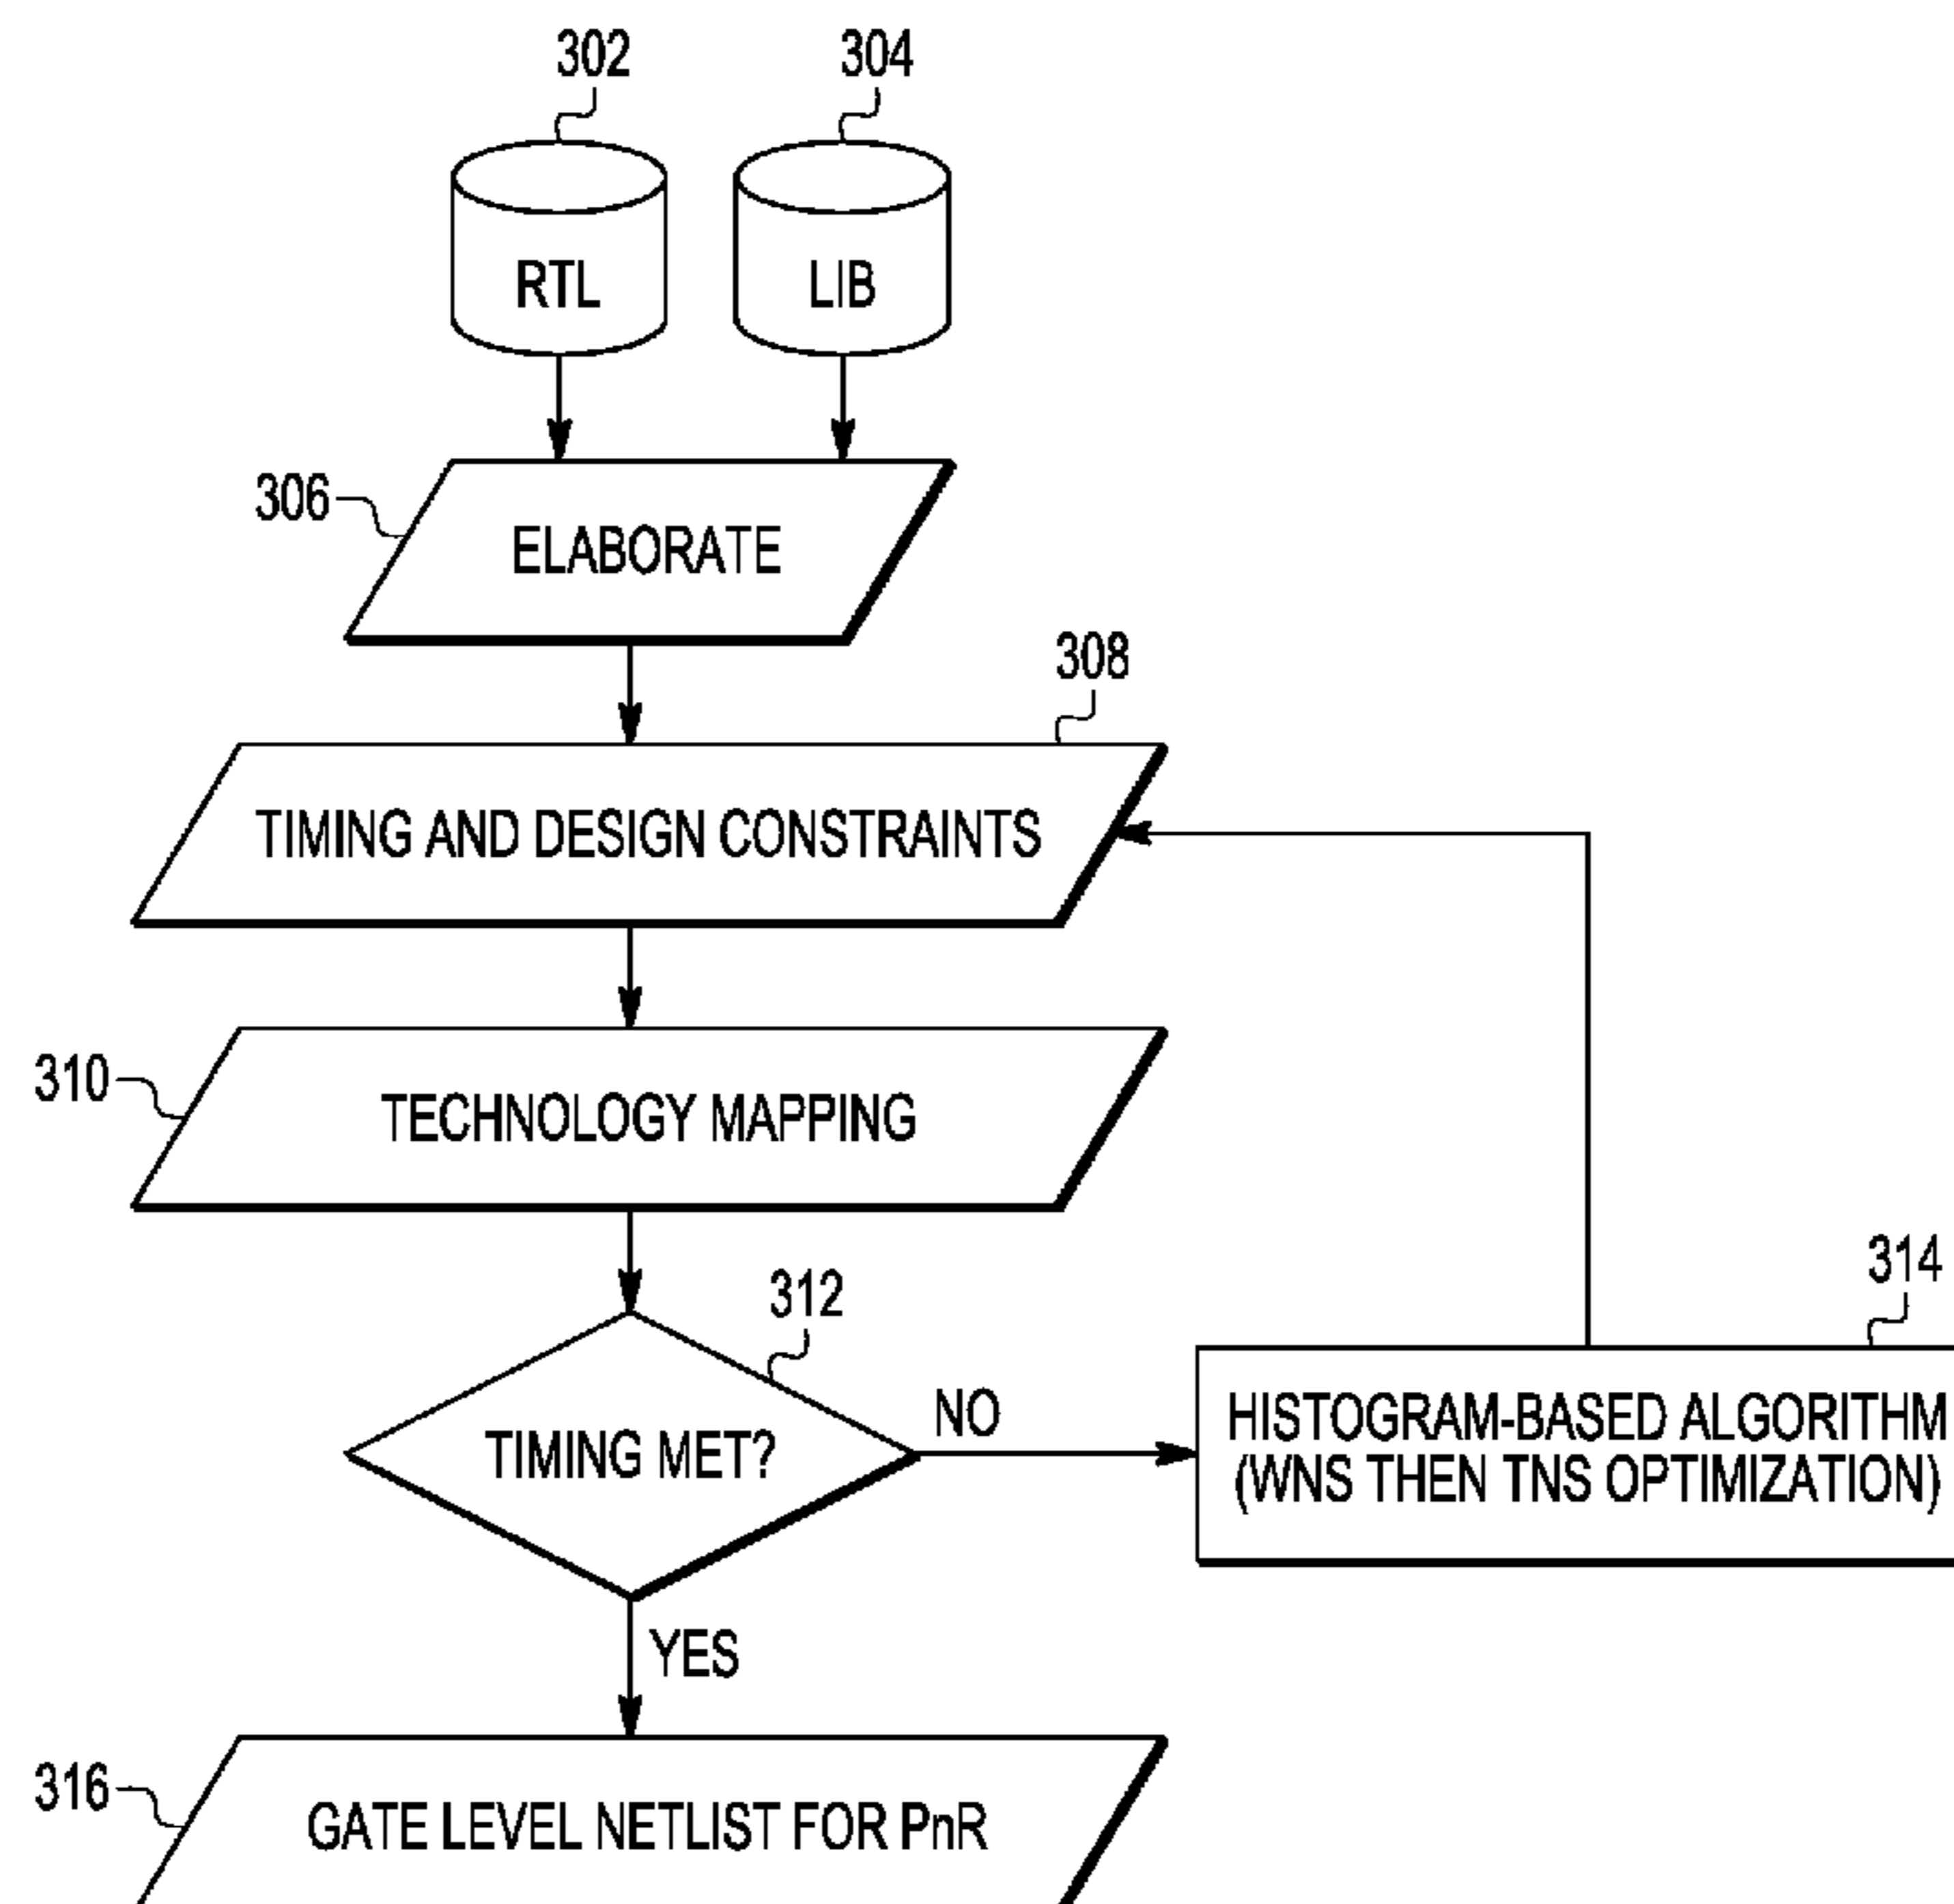 302
304
RTL
LIB
306
ELABORATE
308
TIMING AND DESIGN CONSTRAINTS
310
TECHNOLOGY MAPPING
312
314
TIMING MET?
NO
HISTOGRAM-BASED ALGORITHM
(WNS THEN TNS OPTIMIZATION)
YES
316
GATE LEVEL NETLIST FOR PnR